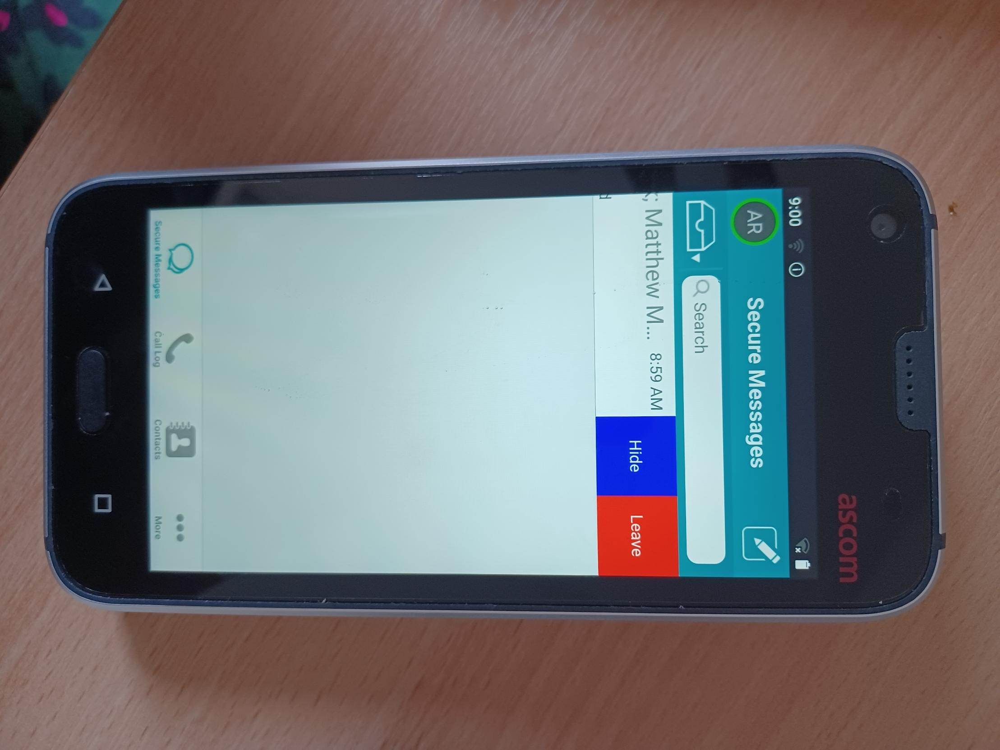 ascom
9:00
AR Secure Messages
Search
; Matthew M... 8:59 AM
d
Hide Leave
Secure Messages Call Log Contacts More